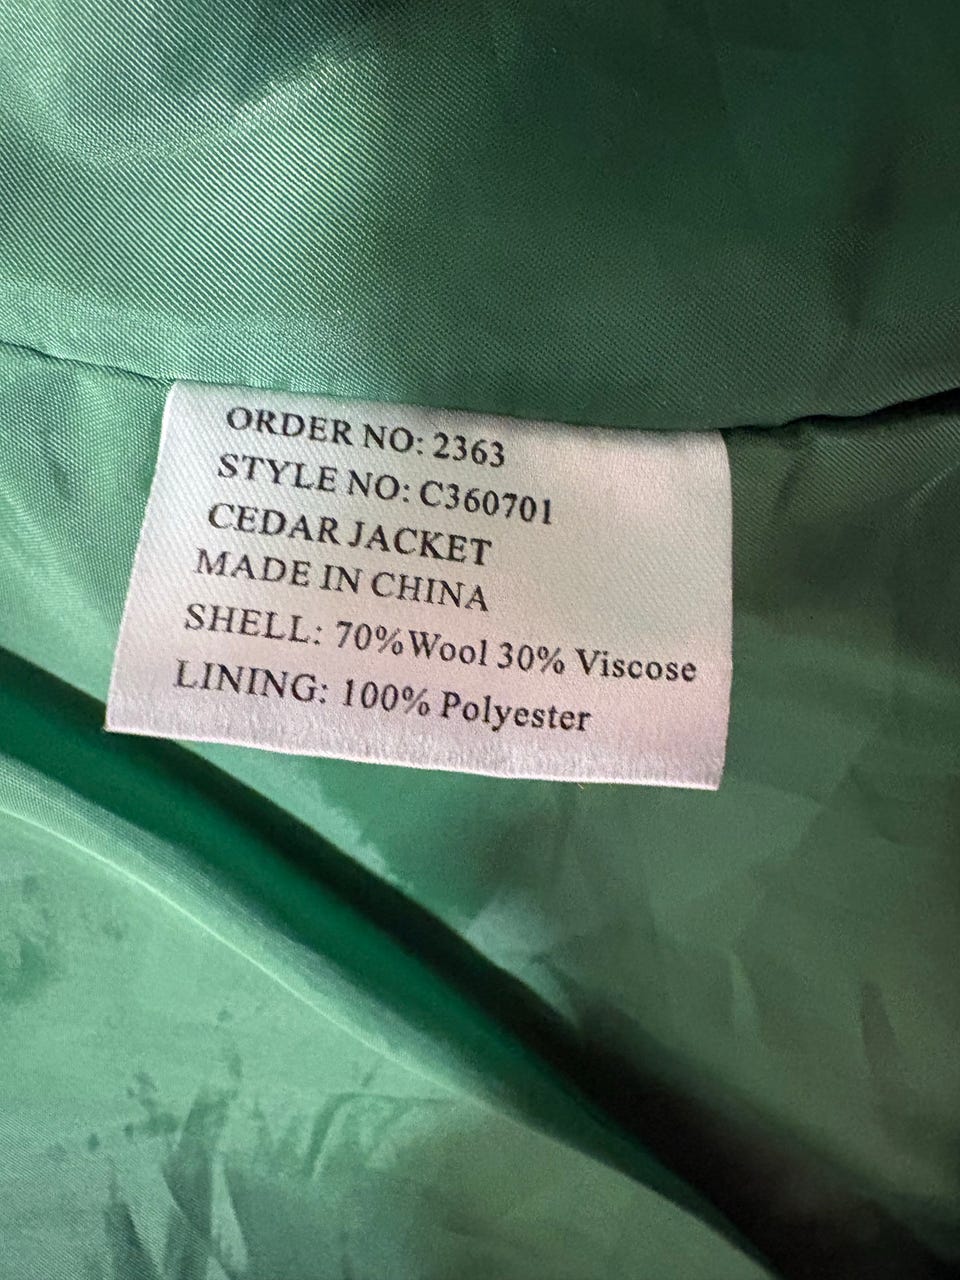 ORDER NO: 2363
STYLE NO: C360701
CEDAR JACKET
MADE IN CHINA
SHELL: 70%Wool 30% Viscose
LINING: 100% Polyester